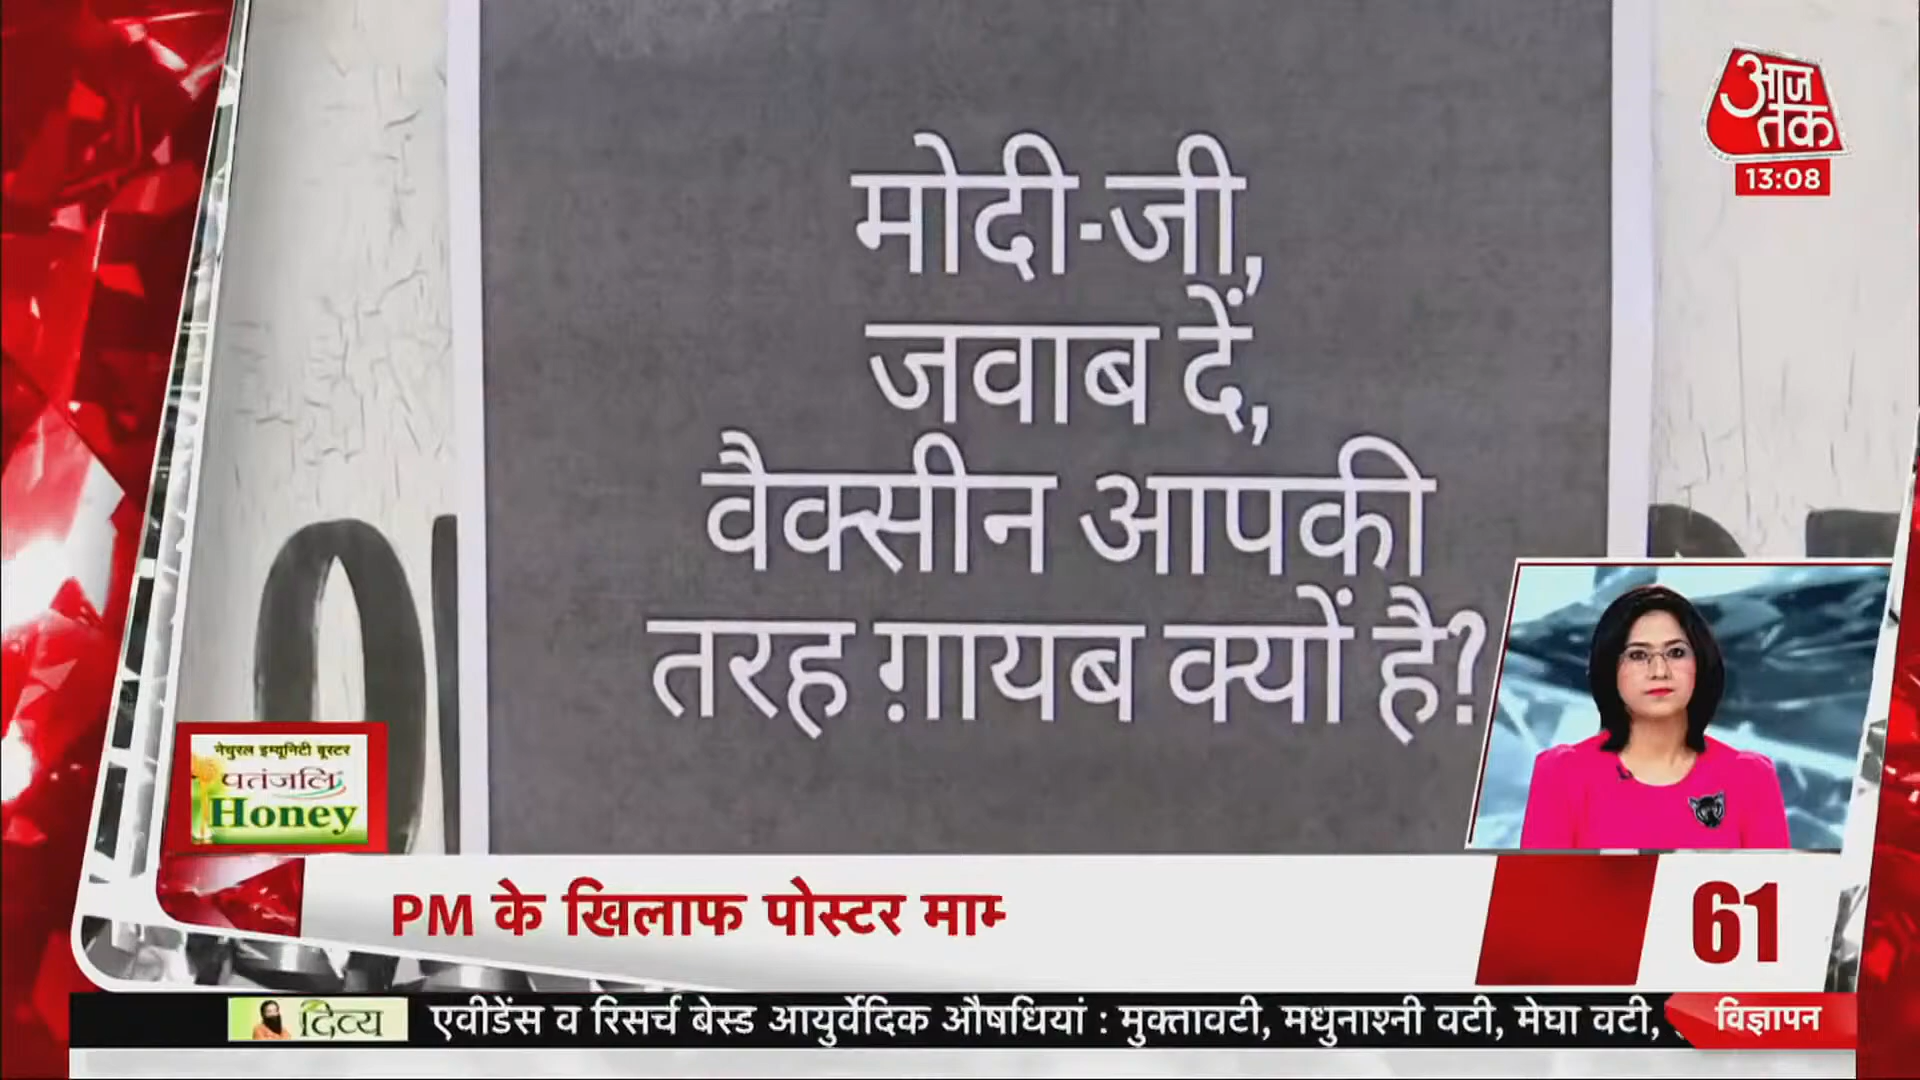 आज
तक
13:08
मोदी-जी,
जवाब दें,
वैक्सीन आपकी
तरह ग़ायब क्यों है?
नेचुरल इम्यूनिटी बूस्टर
पतंजलि
Honey
PM के खिलाफ पोस्टर माम
61
दिव्य एवीडेंस व रिसर्च बेस्ड आयुर्वेदिक औषधियां : मुक्तावटी, मधुनाश्नी वटी, मेघा वटी,
विज्ञापन